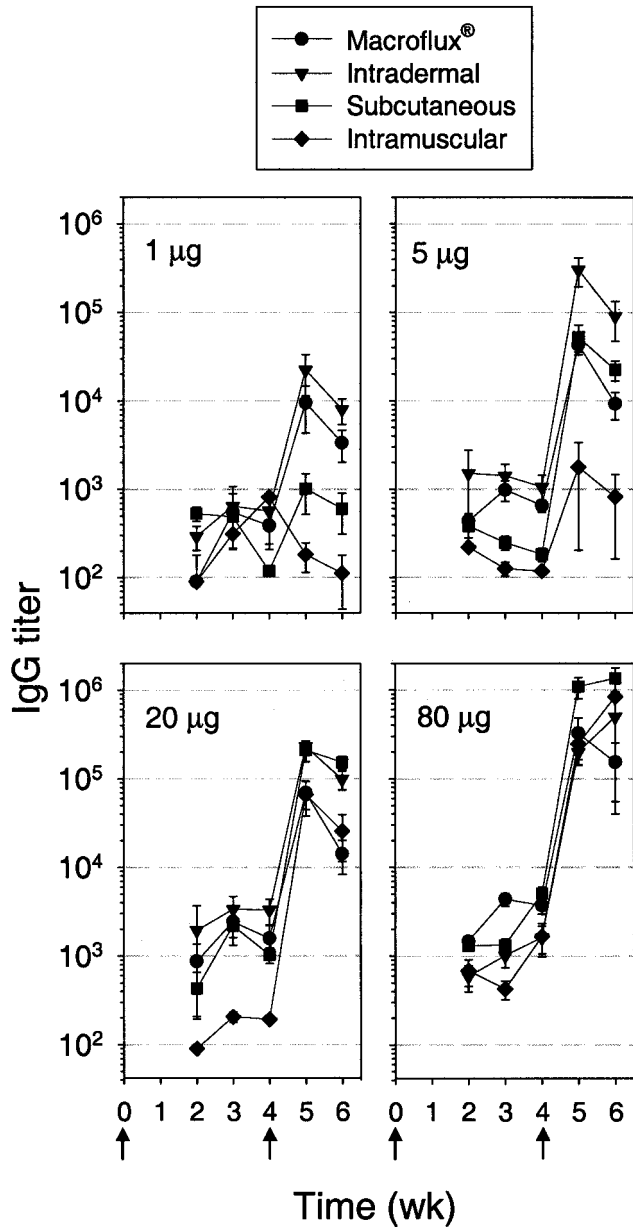 Macroflux®
Intradermal
Subcutaneous
Intramuscular
IgG titer
1 µg
5 µg
10⁶
10⁵
10⁴
10³
10²
20 µg
80 µg
10⁶
10⁵
10⁴
10³
10²
0 1 2 3 4 5 6
0 1 2 3 4 5 6
Time (wk)